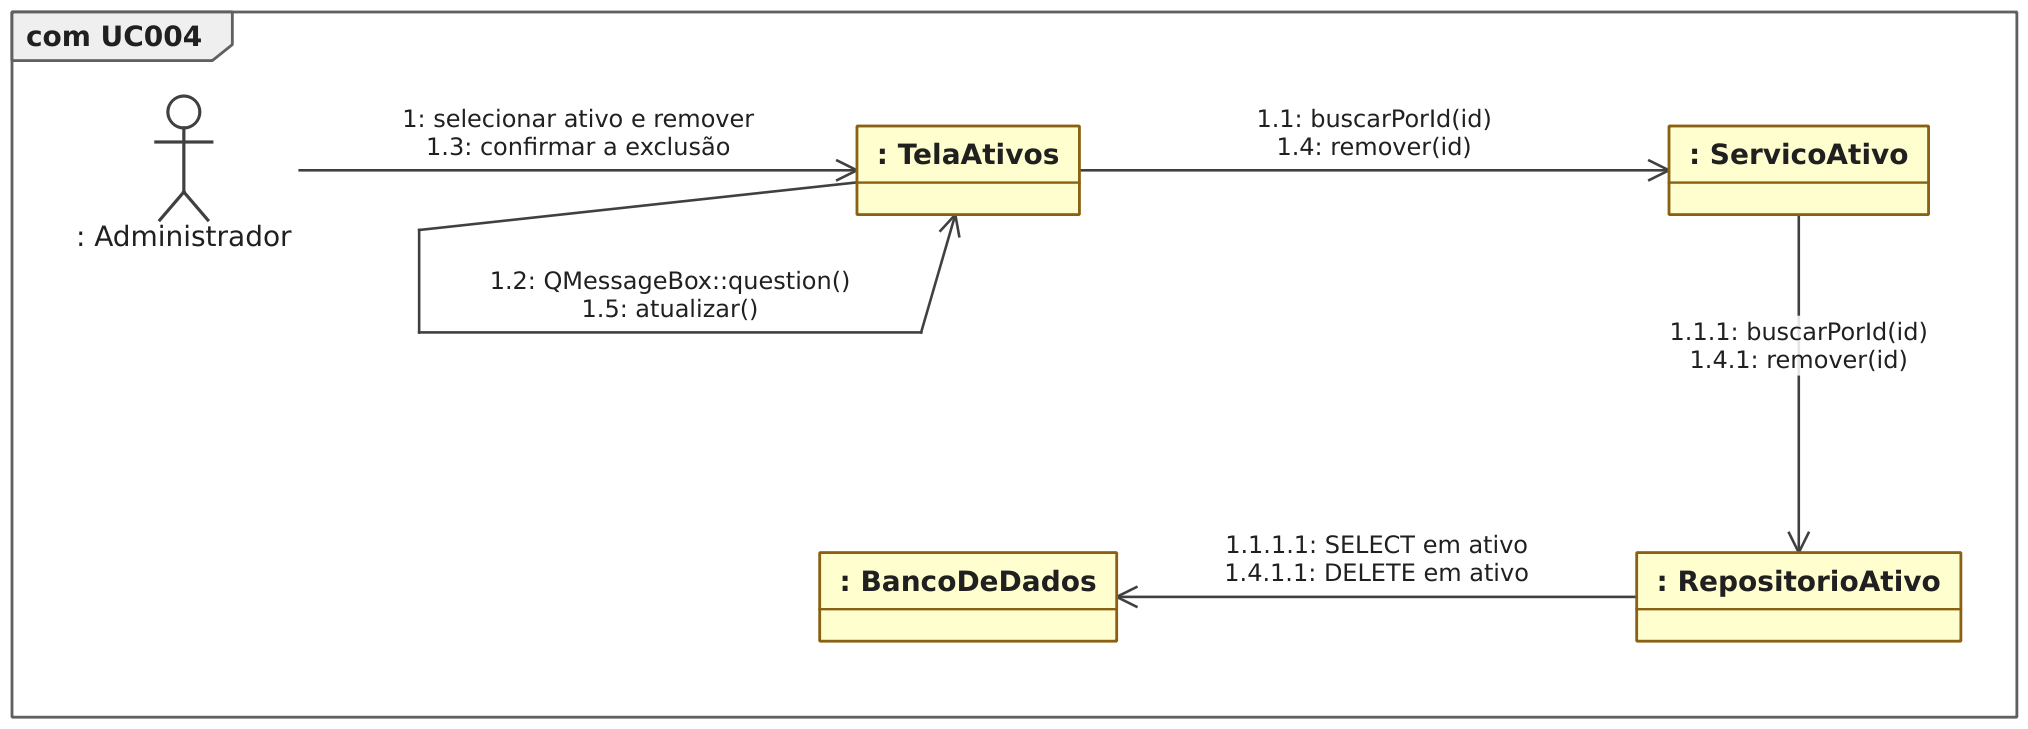 com UC004
1: selecionar ativo e remover
1.3: confirmar a exclusão
1.1: buscarPorId(id)
1.4: remover(id)
: TelaAtivos
: ServicoAtivo
: Administrador
1.2: QMessageBox::question()
1.5: atualizar()
1.1.1: buscarPorId(id)
1.4.1: remover(id)
1.1.1.1: SELECT em ativo
1.4.1.1: DELETE em ativo
: BancoDeDados
: RepositorioAtivo